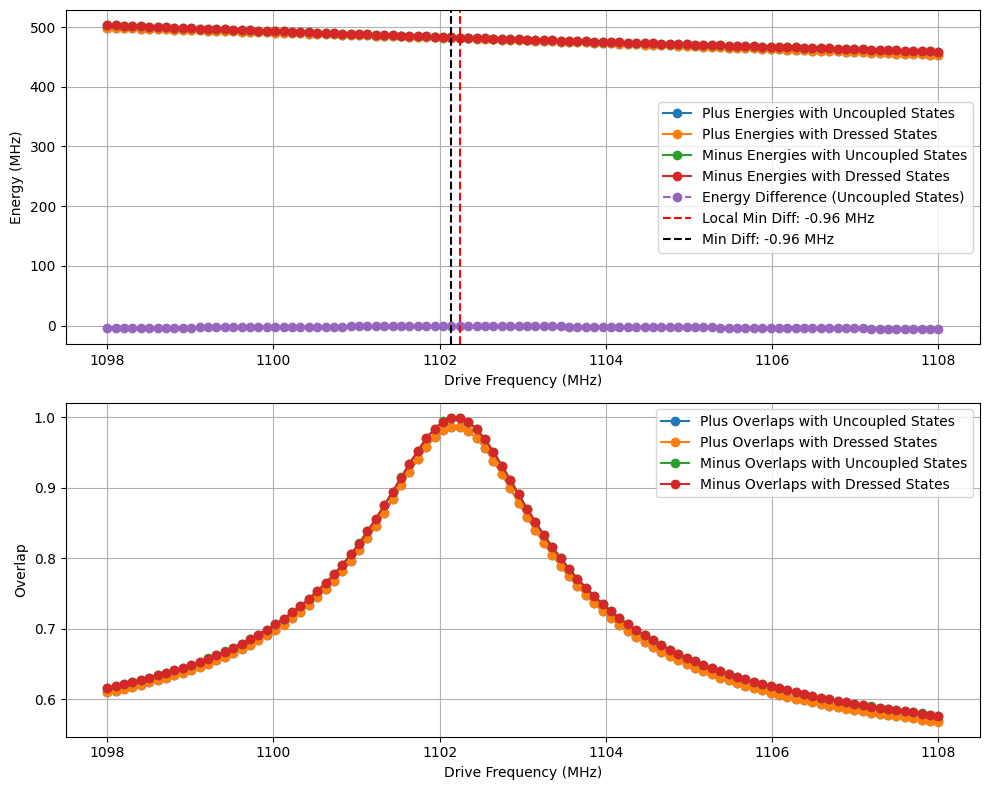 500
400
300
200
100
0
Energy (MHz)
Plus Energies with Uncoupled States
Plus Energies with Dressed States
Minus Energies with Uncoupled States
Minus Energies with Dressed States
Energy Difference (Uncoupled States)
Local Min Diff: -0.96 MHz
Min Diff: -0.96 MHz
1098 1100 1102 1104 1106 1108
Drive Frequency (MHz)
1.0
0.9
0.8
0.7
0.6
Overlap
Plus Overlaps with Uncoupled States
Plus Overlaps with Dressed States
Minus Overlaps with Uncoupled States
Minus Overlaps with Dressed States
1098 1100 1102 1104 1106 1108
Drive Frequency (MHz)